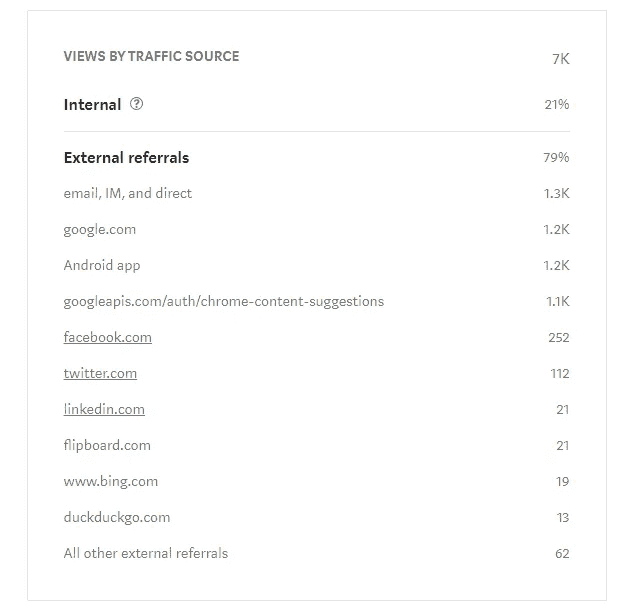 VIEWS BY TRAFFIC SOURCE 7K
Internal ? 21%
External referrals 79%
email, IM, and direct 1.3K
google.com 1.2K
Android app 1.2K
googleapis.com/auth/chrome-content-suggestions 1.1K
facebook.com 252
twitter.com 112
linkedin.com 21
flipboard.com 21
www.bing.com 19
duckduckgo.com 13
All other external referrals 62